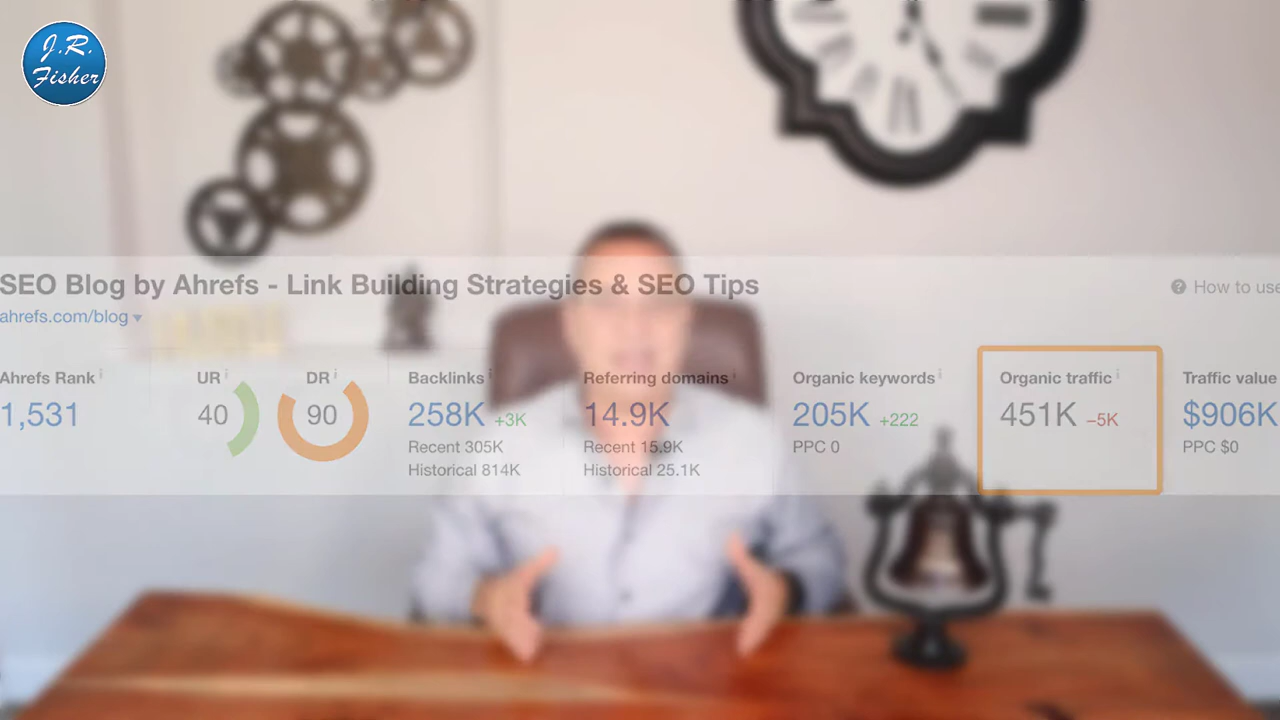 J.R.
Fisher
SEO Blog by Ahrefs - Link Building Strategies & SEO Tips
How to use
ahrefs.com/blog
Ahrefs Rank
UR
DR
Backlinks
Referring domains
Organic keywords
Organic traffic
Traffic value
1,531
40
90
258K +3K
14.9K
205K +222
451K -5K
$906K
Recent 305K
Recent 15.9K
PPC 0
PPC $0
Historical 814K
Historical 25.1K